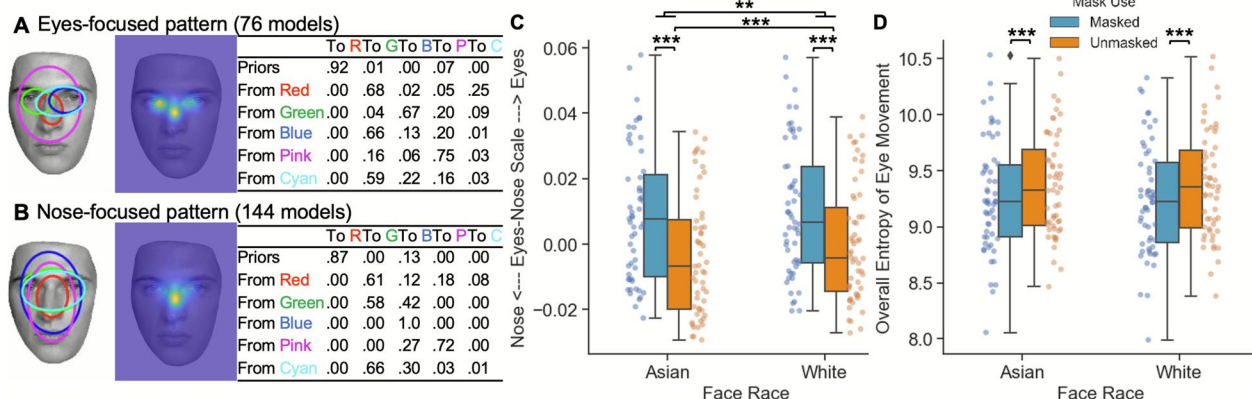 A Eyes-focused pattern (76 models)
To R To G To B To P To C
Priors .92 .01 .00 .07 .00
From Red .00 .68 .02 .05 .25
From Green .00 .04 .67 .20 .09
From Blue .00 .66 .13 .20 .01
From Pink .00 .16 .06 .75 .03
From Cyan .00 .59 .22 .16 .03
B Nose-focused pattern (144 models)
To R To G To B To P To C
Priors .87 .00 .13 .00 .00
From Red .00 .61 .12 .18 .08
From Green .00 .58 .42 .00 .00
From Blue .00 .00 1.0 .00 .00
From Pink .00 .00 .27 .72 .00
From Cyan .00 .66 .30 .03 .01
C
**
***
*** ***
Nose <---- Eyes-Nose Scale ---> Eyes
0.06
0.04
0.02
0.00
−0.02
Asian White
Face Race
D
Mask Use
Masked
Unmasked
*** ***
Overall Entropy of Eye Movement
10.5
10.0
9.5
9.0
8.5
8.0
Asian White
Face Race